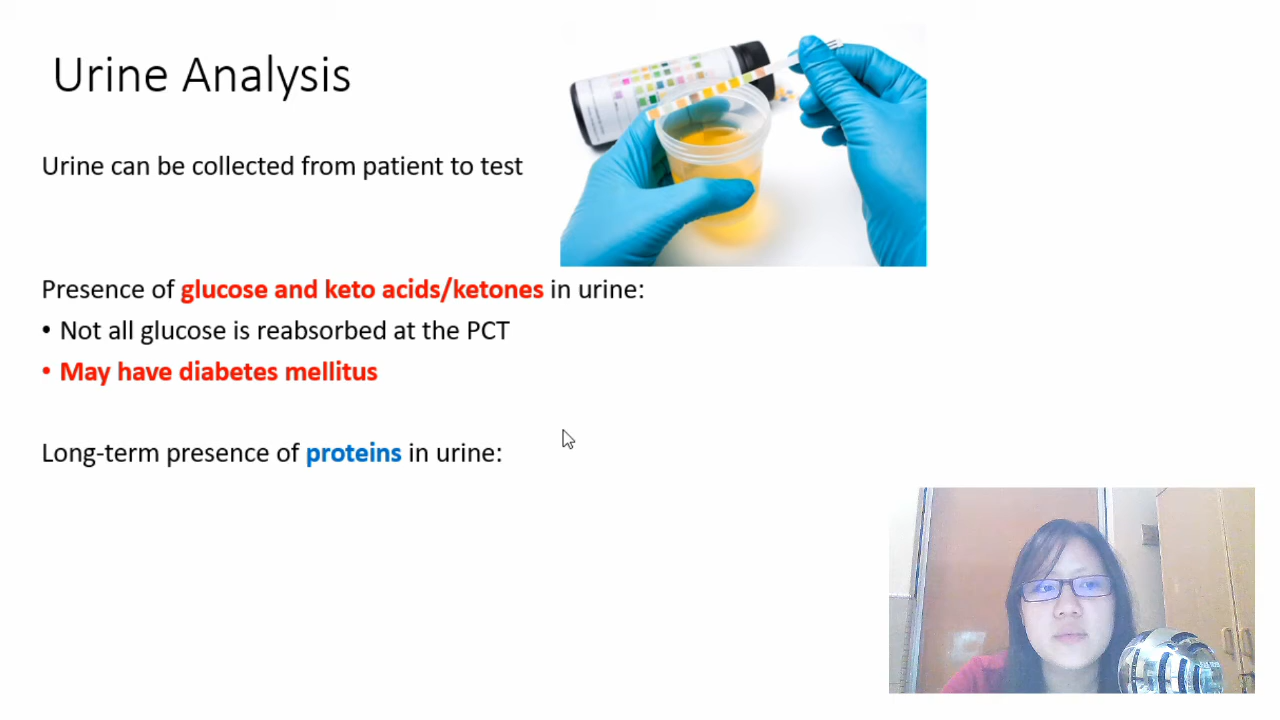 Urine Analysis
Urine can be collected from patient to test
Presence of glucose and keto acids/ketones in urine:
• Not all glucose is reabsorbed at the PCT
• May have diabetes mellitus
Long-term presence of proteins in urine: